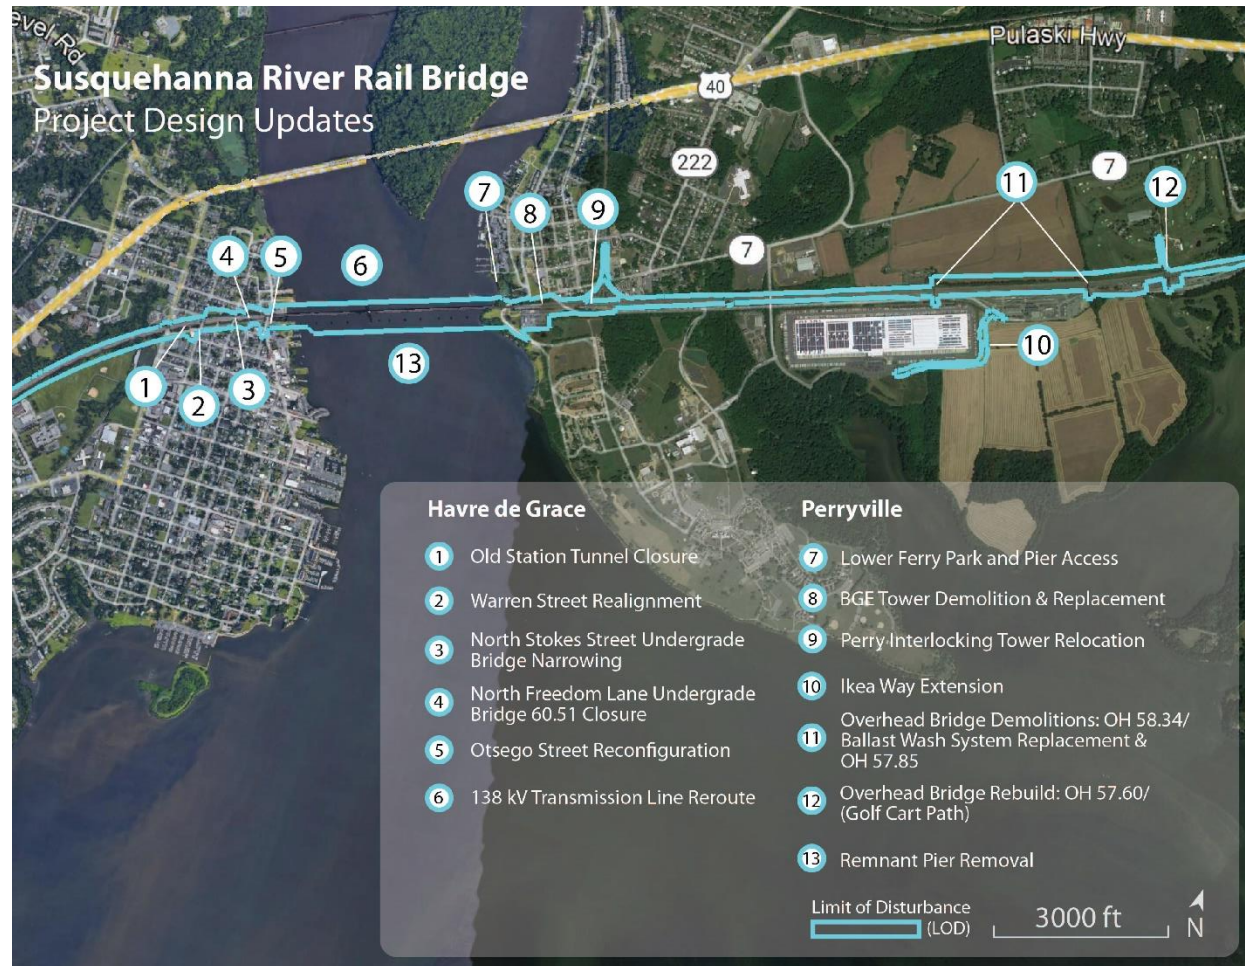 evel Rd
Susquehanna River Rail Bridge
Project Design Updates
Pulaski Hwy
40
222
7
7
11
12
7
8
9
4
5
6
1
2
3
13
10
Havre de Grace
1 Old Station Tunnel Closure
2 Warren Street Realignment
3 North Stokes Street Undergrade
Bridge Narrowing
4 North Freedom Lane Undergrade
Bridge 60.51 Closure
5 Otsego Street Reconfiguration
6 138 kV Transmission Line Reroute
Perryville
7 Lower Ferry Park and Pier Access
8 BGE Tower Demolition & Replacement
9 Perry Interlocking Tower Relocation
10 Ikea Way Extension
11 Overhead Bridge Demolitions: OH 58.34/
Ballast Wash System Replacement &
OH 57.85
12 Overhead Bridge Rebuild: OH 57.60/
(Golf Cart Path)
13 Remnant Pier Removal
Limit of Disturbance
(LOD)
3000 ft
N